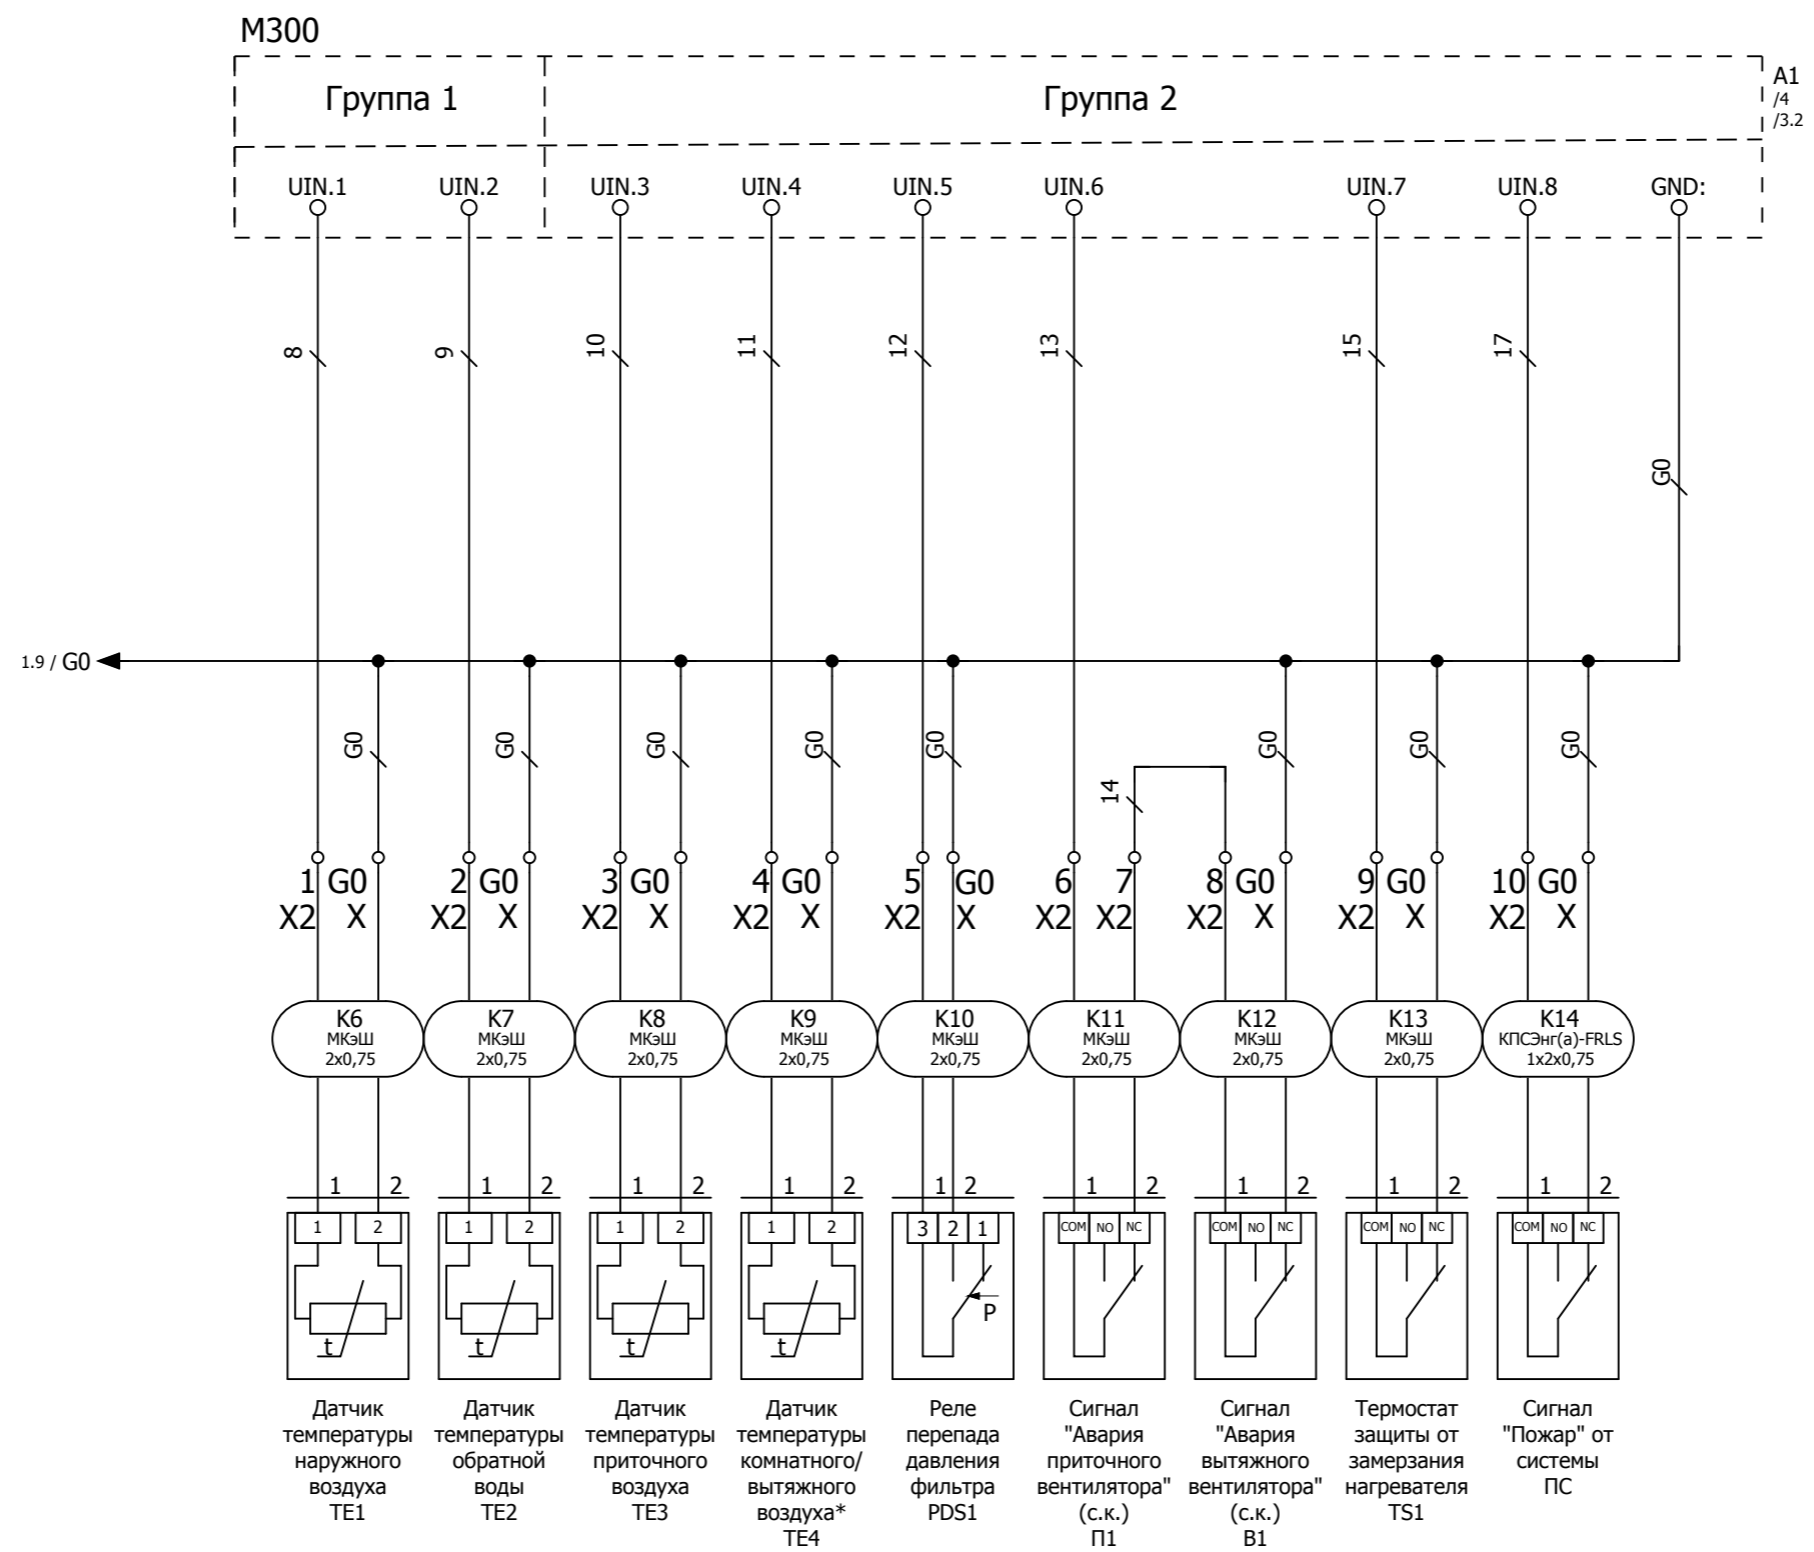 M300
Группа 1
Группа 2
A1
/4
/3.2
UIN.1 UIN.2 UIN.3 UIN.4 UIN.5 UIN.6 UIN.7 UIN.8 GND:
8 9 10 11 12 13 15 17
G0
1.9 / G0
G0 G0 G0 G0 G0 G0 G0 G0
14
1 G0 2 G0 3 G0 4 G0 5 G0 6 7 8 G0 9 G0 10 G0
X2 X X2 X X2 X X2 X X2 X X2 X2 X2 X X2 X X2 X
K6
МКэШ
2x0,75
K7
МКэШ
2x0,75
K8
МКэШ
2x0,75
K9
МКэШ
2x0,75
K10
МКэШ
2x0,75
K11
МКэШ
2x0,75
K12
МКэШ
2x0,75
K13
МКэШ
2x0,75
K14
КПСЭнг(а)-FRLS
1x2x0,75
1 2 1 2 1 2 1 2 1 2 1 2 1 2 1 2 1 2
1 2 1 2 1 2 1 2 3 2 1 COM NO NC COM NO NC COM NO NC COM NO NC
P
t t t t
Датчик
температуры
наружного
воздуха
TE1
Датчик
температуры
обратной
воды
TE2
Датчик
температуры
приточного
воздуха
TE3
Датчик
температуры
комнатного/
вытяжного
воздуха*
TE4
Реле
перепада
давления
фильтра
PDS1
Сигнал
"Авария
приточного
вентилятора"
(с.к.)
П1
Сигнал
"Авария
вытяжного
вентилятора"
(с.к.)
В1
Термостат
защиты от
замерзания
нагревателя
TS1
Сигнал
"Пожар" от
системы
ПС